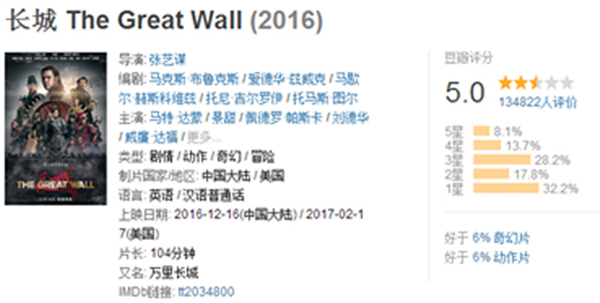 长城 The Great Wall (2016)
THE GREAT WALL
导演: 张艺谋
编剧: 马克斯·布鲁克斯 / 爱德华·兹威克 / 马歇
尔·赫斯科维兹 / 托尼·吉尔罗伊 / 托马斯·图尔
主演: 马特·达蒙 / 景甜 / 佩德罗·帕斯卡 / 刘德华
/ 威廉·达福 / 更多...
类型: 剧情 / 动作 / 奇幻 / 冒险
制片国家/地区: 中国大陆 / 美国
语言: 英语 / 汉语普通话
上映日期: 2016-12-16(中国大陆) / 2017-02-1
7(美国)
片长: 104分钟
又名: 万里长城
IMDb链接: tt2034800
豆瓣评分
5.0
134822人评价
5星 8.1%
4星 13.7%
3星 28.2%
2星 17.8%
1星 32.2%
好于 6% 奇幻片
好于 6% 动作片